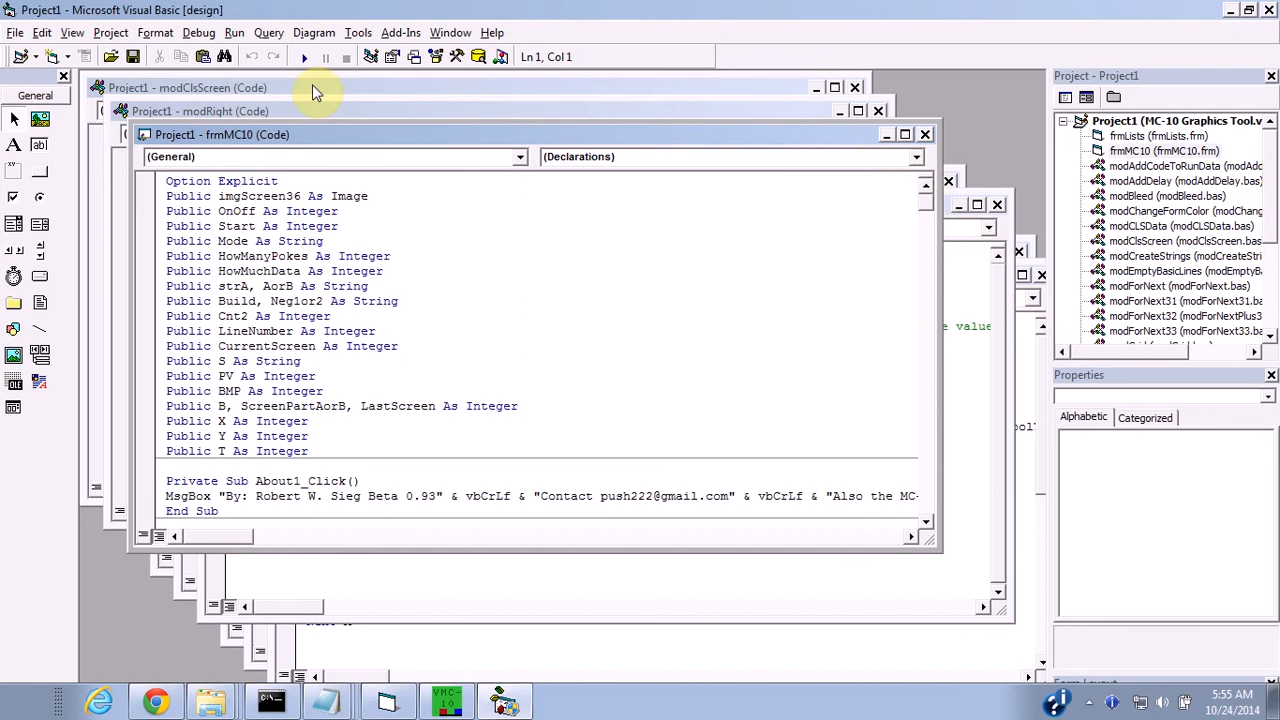 Project1 - Microsoft Visual Basic [design]
File Edit View Project Format Debug Run Query Diagram Tools Add-Ins Window Help
Ln 1, Col 1
General
Project1 - modClsScreen (Code)
Project1 - modRight (Code)
Project1 - frmMC10 (Code)
(General)
(Declarations)
Option Explicit
Public imgScreen36 As Image
Public OnOff As Integer
Public Start As Integer
Public Mode As String
Public HowManyPokes As Integer
Public HowMuchData As Integer
Public strA, AorB As String
Public Build, Neg1or2 As String
Public Cnt2 As Integer
Public LineNumber As Integer
Public CurrentScreen As Integer
Public S As String
Public PV As Integer
Public BMP As Integer
Public B, ScreenPartAorB, LastScreen As Integer
Public X As Integer
Public Y As Integer
Public T As Integer
Private Sub About1_Click()
MsgBox "By: Robert W. Sieg Beta 0.93" & vbCrLf & "Contact push222@gmail.com" & vbCrLf & "Also the MC-
End Sub
e value
Project - Project1
Project1 (MC-10 Graphics Tool.v
frmLists (frmLists.frm)
frmMC10 (frmMC10.frm)
modAddCodeToRunData (modAd
modAddDelay (modAddDelay.bas)
modBleed (modBleed.bas)
modChangeFormColor (modChang
modCLSData (modCLSData.bas)
modClsScreen (modClsScreen.bas
modCreateStrings (modCreateStri
modEmptyBasicLines (modEmptyB
modForNext (modForNext.bas)
modForNext31 (modForNext31.ba
modForNext32 (modForNextPlus3
modForNext33 (modForNext33.ba
Properties
Alphabetic Categorized
VMC-
10
5:55 AM
10/24/2014